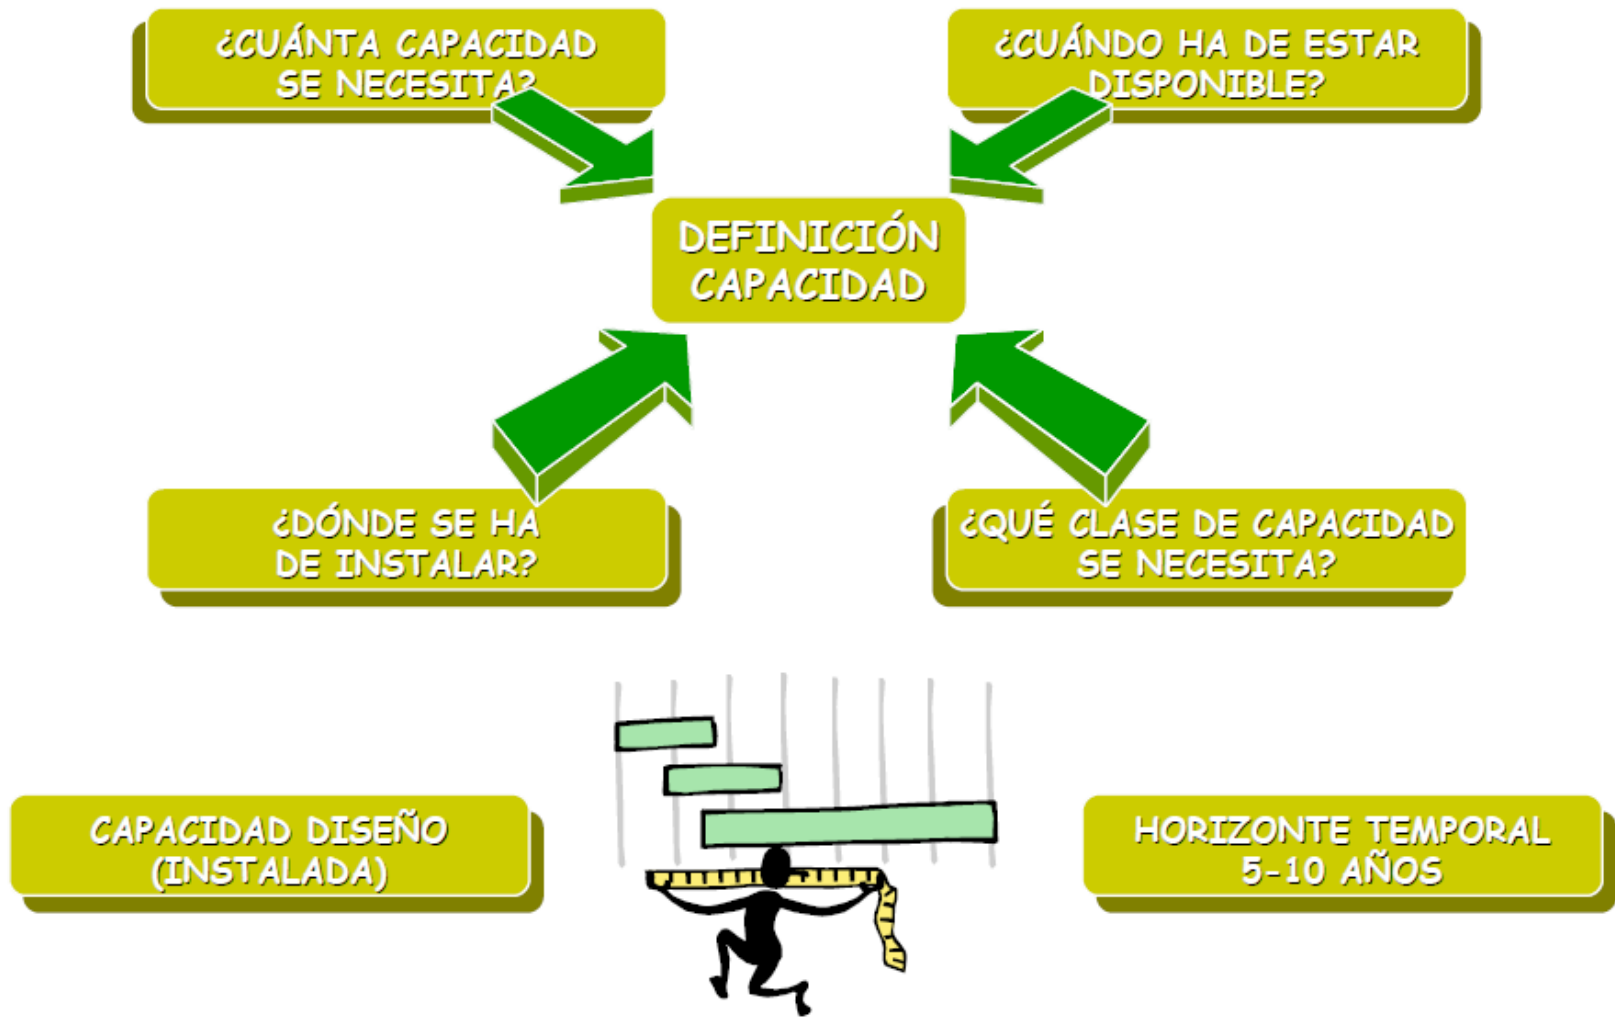 ¿CUÁNTA CAPACIDAD
SE NECESITA?
¿CUÁNDO HA DE ESTAR
DISPONIBLE?
DEFINICIÓN
CAPACIDAD
¿DÓNDE SE HA
DE INSTALAR?
¿QUÉ CLASE DE CAPACIDAD
SE NECESITA?
CAPACIDAD DISEÑO
(INSTALADA)
HORIZONTE TEMPORAL
5-10 AÑOS